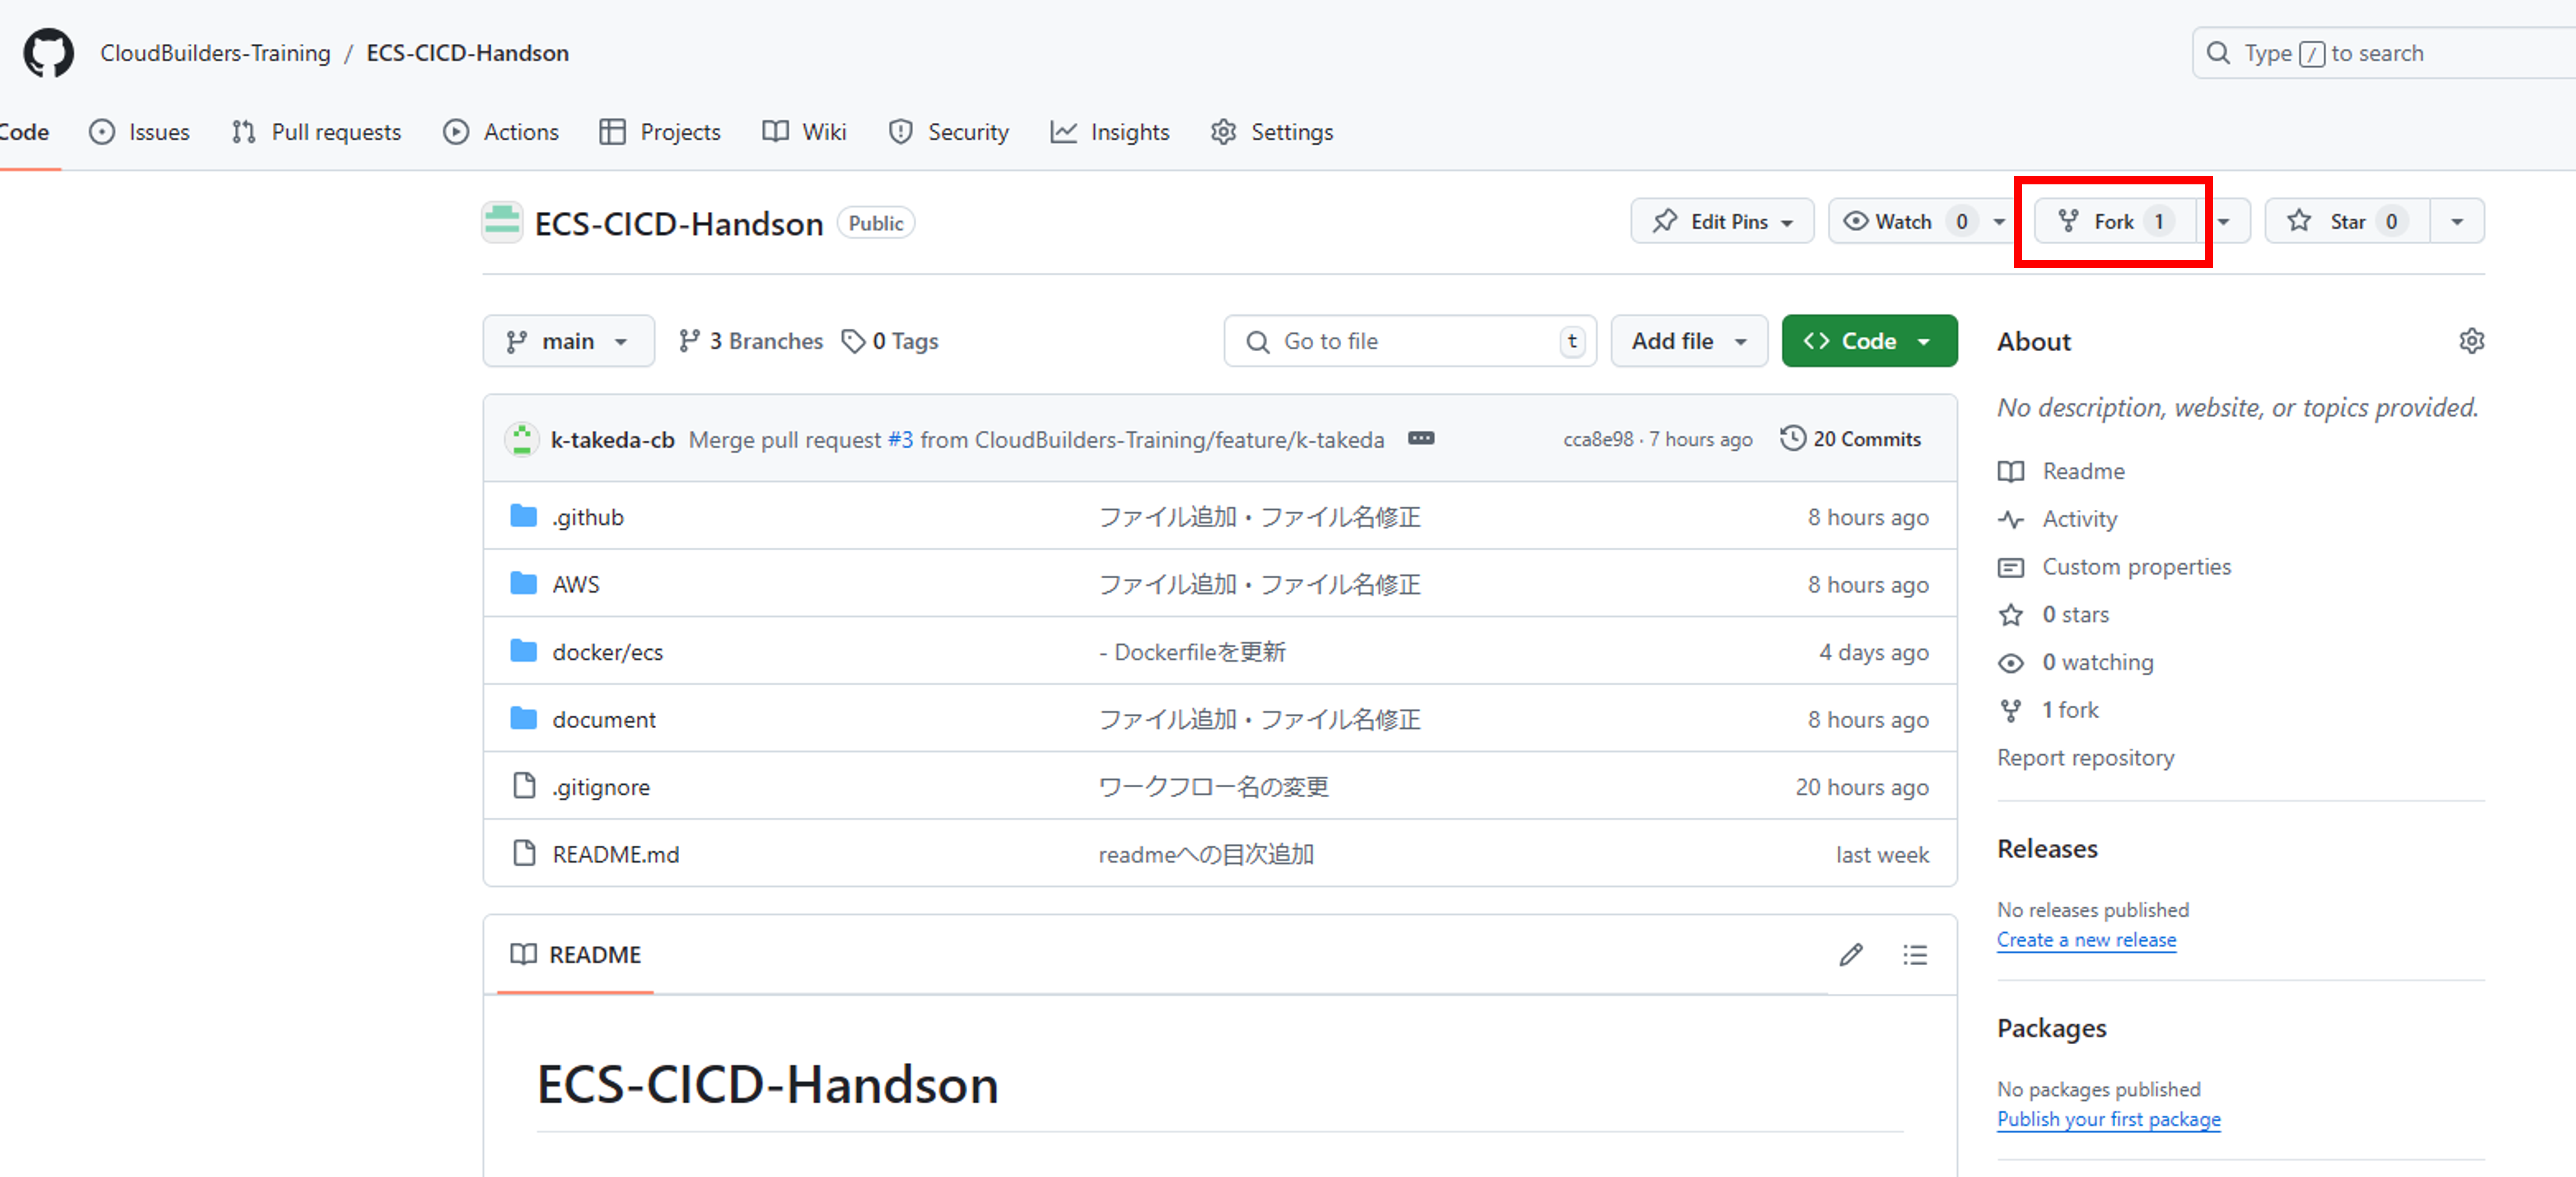 CloudBuilders-Training / ECS-CICD-Handson
Type / to search
Code Issues Pull requests Actions Projects Wiki Security Insights Settings
ECS-CICD-Handson Public
Edit Pins Watch 0 Fork 1 Star 0
main 3 Branches 0 Tags
Go to file t
Add file
<> Code
k-takeda-cb Merge pull request #3 from CloudBuilders-Training/feature/k-takeda ··· cca8e98 · 7 hours ago 20 Commits
.github ファイル追加・ファイル名修正 8 hours ago
AWS ファイル追加・ファイル名修正 8 hours ago
docker/ecs - Dockerfileを更新 4 days ago
document ファイル追加・ファイル名修正 8 hours ago
.gitignore ワークフロー名の変更 20 hours ago
README.md readmeへの目次追加 last week
README
ECS-CICD-Handson
About
No description, website, or topics provided.
Readme
Activity
Custom properties
0 stars
0 watching
1 fork
Report repository
Releases
No releases published
Create a new release
Packages
No packages published
Publish your first package